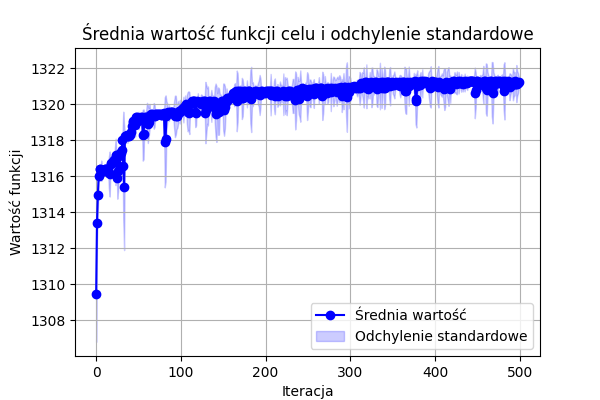 Średnia wartość funkcji celu i odchylenie standardowe
1322
1320
1318
1316
1314
1312
1310
1308
Wartość funkcji
Średnia wartość
Odchylenie standardowe
0 100 200 300 400 500
Iteracja